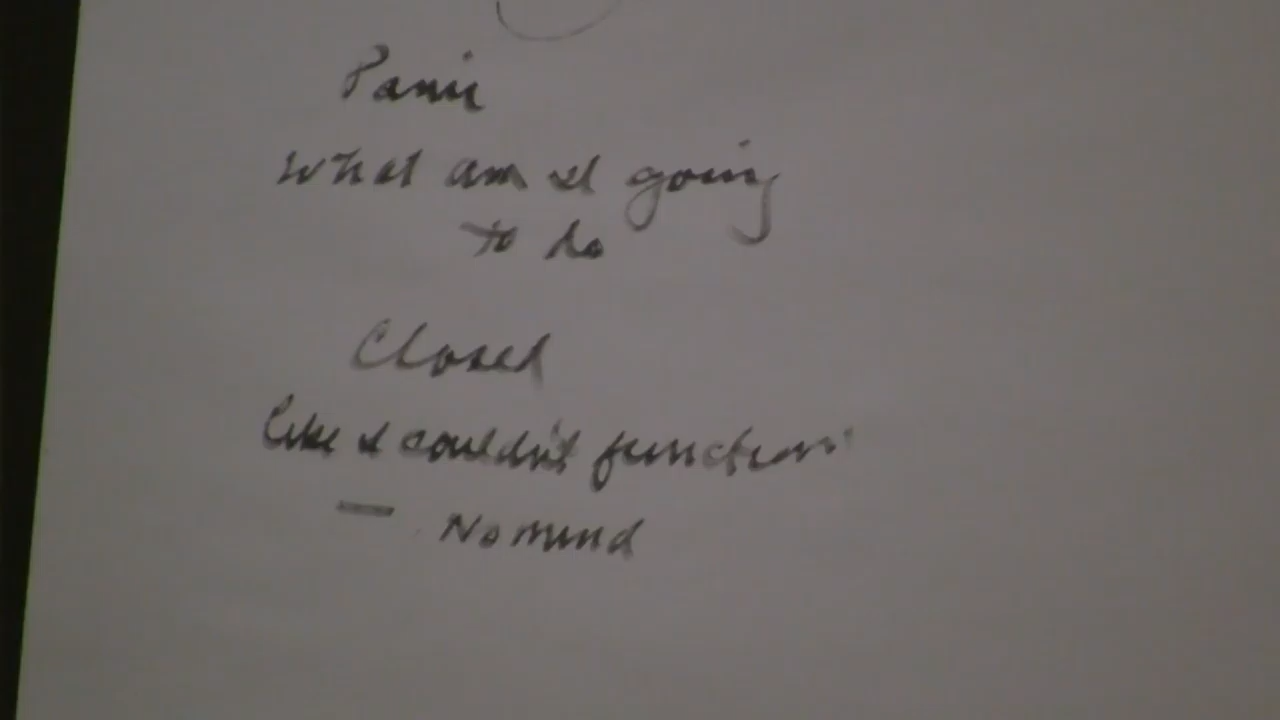 Panic
What am I going
to do
Closed
like I couldn't function
— No mind